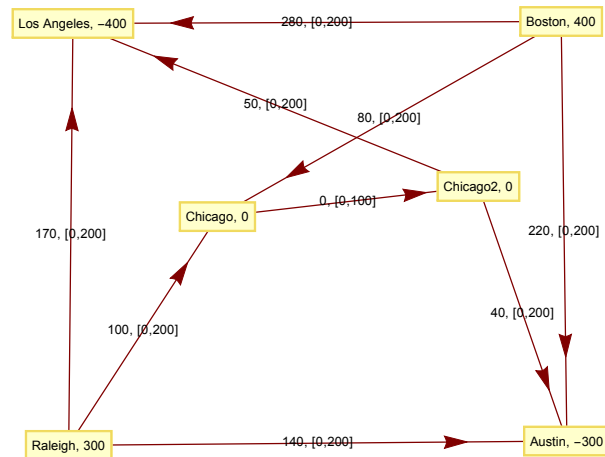 Los Angeles, −400
280, [0,200]
Boston, 400
50, [0,200]
80, [0,200]
Chicago2, 0
0, [0,100]
Chicago, 0
170, [0,200]
220, [0,200]
40, [0,200]
100, [0,200]
Raleigh, 300
140, [0,200]
Austin, −300